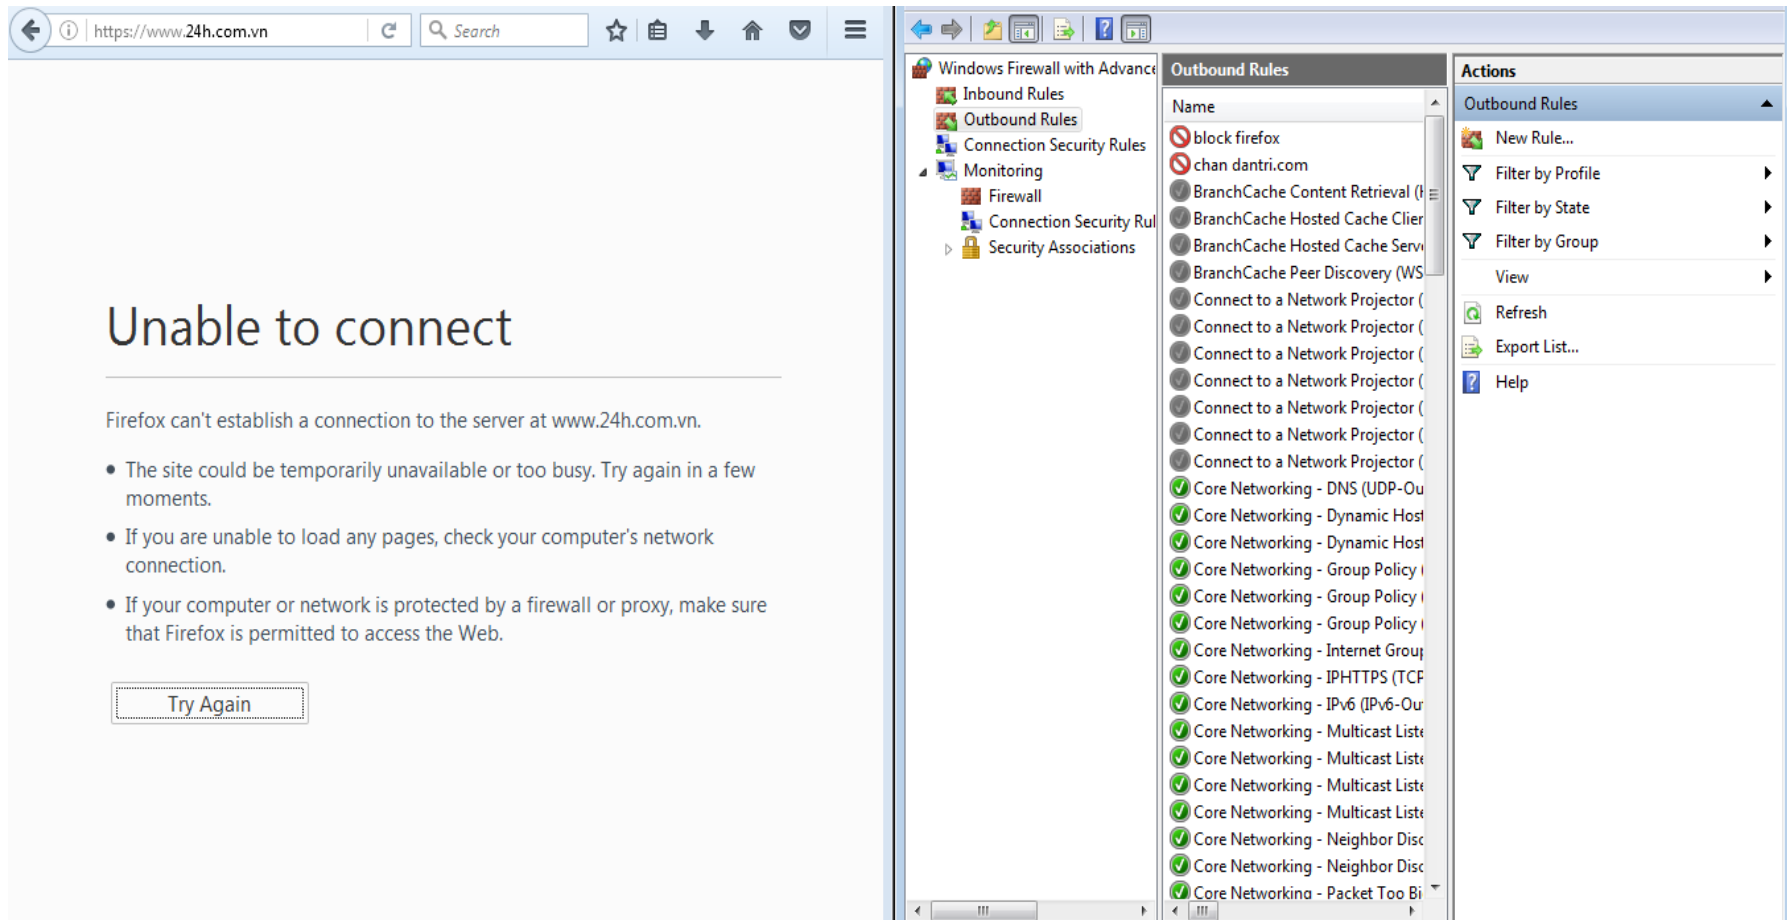 https://www.24h.com.vn
Search
Unable to connect
Firefox can't establish a connection to the server at www.24h.com.vn.
The site could be temporarily unavailable or too busy. Try again in a few
moments.
If you are unable to load any pages, check your computer's network
connection.
If your computer or network is protected by a firewall or proxy, make sure
that Firefox is permitted to access the Web.
Try Again
Windows Firewall with Advance
Inbound Rules
Outbound Rules
Connection Security Rules
Monitoring
Firewall
Connection Security Rul
Security Associations
Outbound Rules
Name
block firefox
chan dantri.com
BranchCache Content Retrieval (H
BranchCache Hosted Cache Clier
BranchCache Hosted Cache Serv
BranchCache Peer Discovery (WS
Connect to a Network Projector (
Connect to a Network Projector (
Connect to a Network Projector (
Connect to a Network Projector (
Connect to a Network Projector (
Connect to a Network Projector (
Connect to a Network Projector (
Core Networking - DNS (UDP-Ou
Core Networking - Dynamic Host
Core Networking - Dynamic Host
Core Networking - Group Policy (
Core Networking - Group Policy (
Core Networking - Group Policy (
Core Networking - Internet Group
Core Networking - IPHTTPS (TCP
Core Networking - IPv6 (IPv6-Ou
Core Networking - Multicast Liste
Core Networking - Multicast Liste
Core Networking - Multicast Liste
Core Networking - Multicast Liste
Core Networking - Neighbor Disc
Core Networking - Neighbor Disc
Core Networking - Packet Too Bi
Actions
Outbound Rules
New Rule...
Filter by Profile
Filter by State
Filter by Group
View
Refresh
Export List...
Help